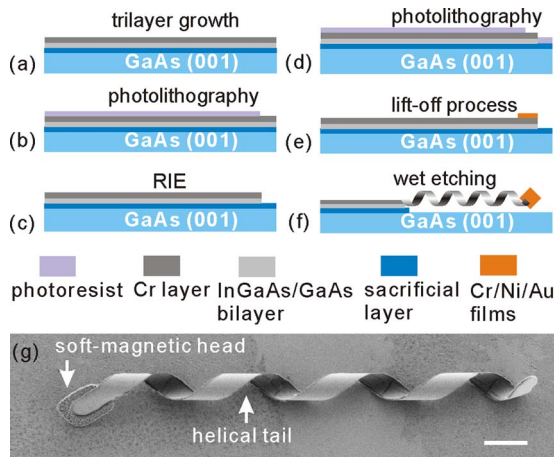 trilayer growth
(a)
GaAs (001)
photolithography
(b)
GaAs (001)
RIE
(c)
GaAs (001)
photolithography
(d)
GaAs (001)
lift-off process
(e)
GaAs (001)
wet etching
(f)
GaAs (001)
photoresist
Cr layer
InGaAs/GaAs
bilayer
sacrificial
layer
Cr/Ni/Au
films
(g)
soft-magnetic head
helical tail